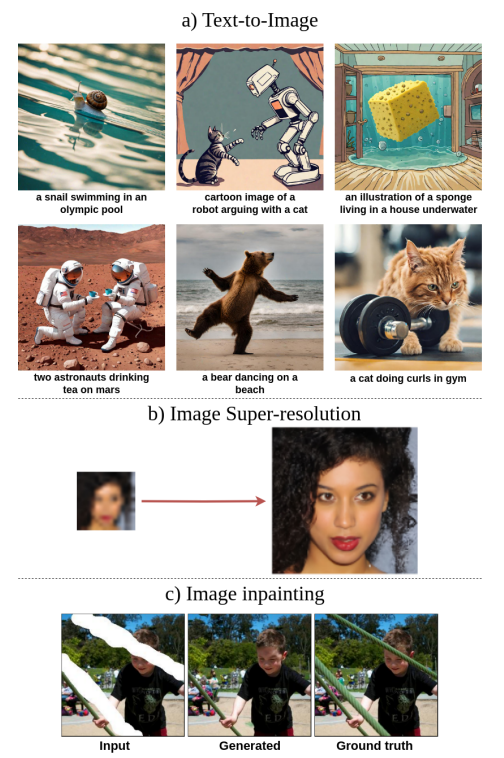 a) Text-to-Image
a snail swimming in an
olympic pool
cartoon image of a
robot arguing with a cat
an illustration of a sponge
living in a house underwater
two astronauts drinking
tea on mars
a bear dancing on a
beach
a cat doing curls in gym
b) Image Super-resolution
c) Image inpainting
Input
Generated
Ground truth